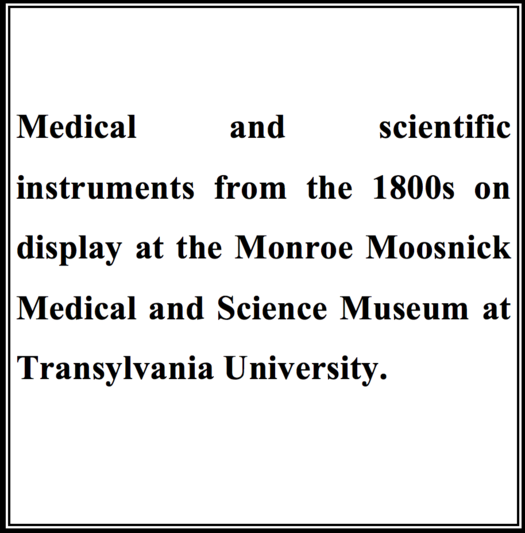 Medical and scientific
instruments from the 1800s on
display at the Monroe Moosnick
Medical and Science Museum at
Transylvania University.